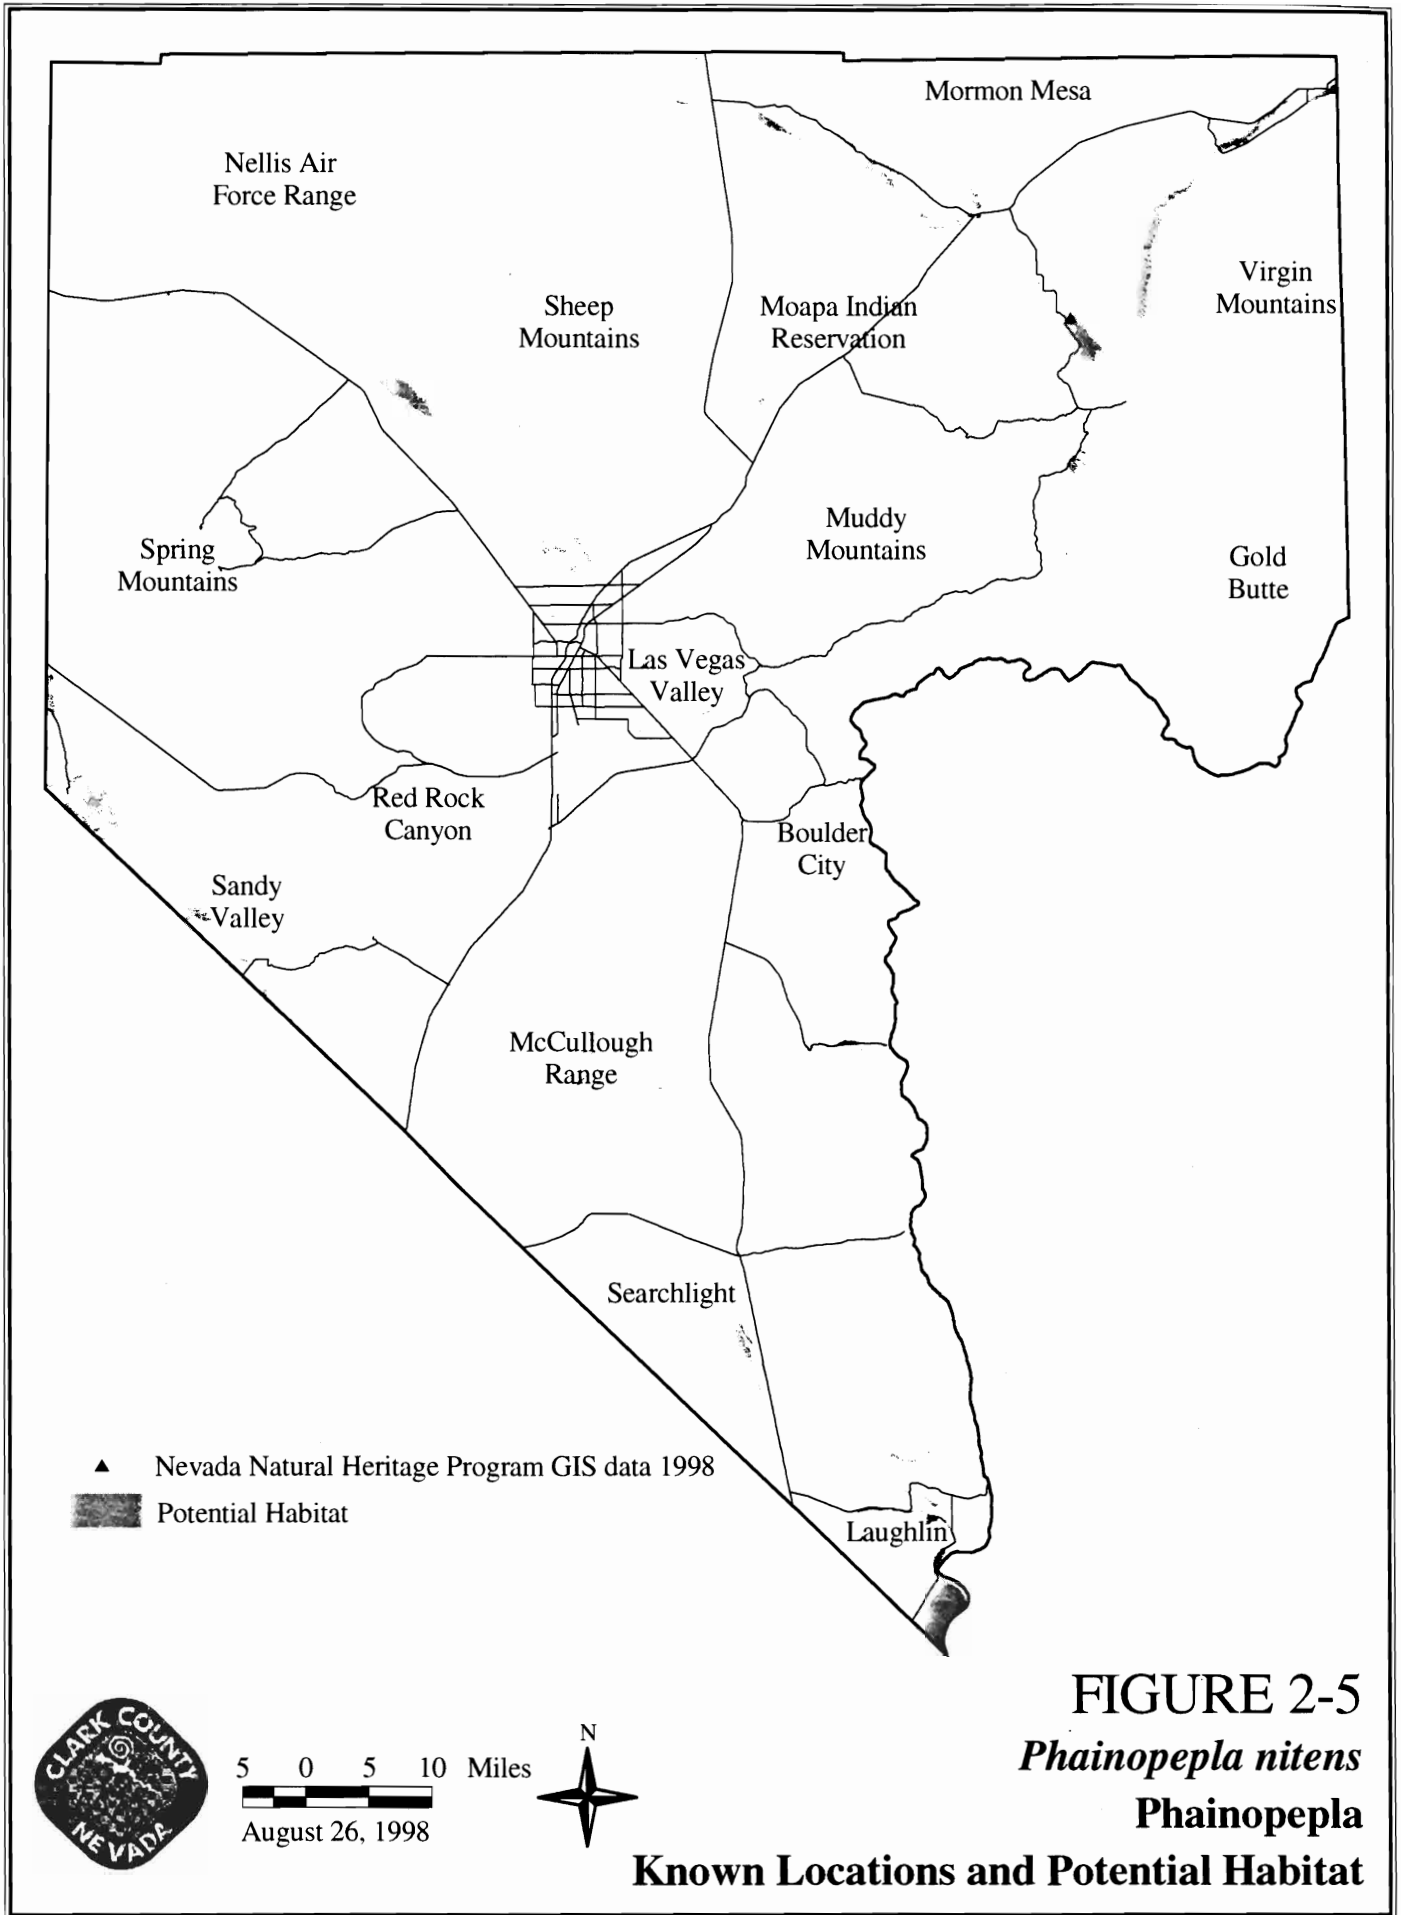 Mormon Mesa
Nellis Air
Force Range
Virgin
Mountains
Sheep
Mountains
Moapa Indian
Reservation
Muddy
Mountains
Spring
Mountains
Gold
Butte
Las Vegas
Valley
Red Rock
Canyon
Boulder
City
Sandy
Valley
McCullough
Range
Searchlight
▲ Nevada Natural Heritage Program GIS data 1998
Potential Habitat
Laughlin
CLARK COUNTY
NEVADA
5 0 5 10 Miles
August 26, 1998
N
FIGURE 2-5
Phainopepla nitens
Phainopepla
Known Locations and Potential Habitat